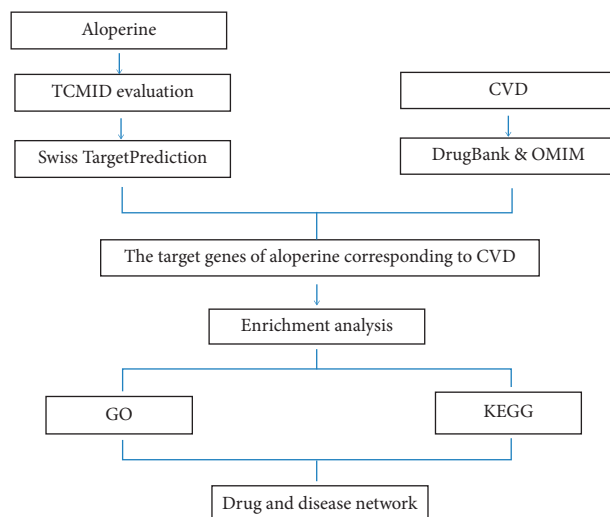 Aloperine
TCMID evaluation
CVD
Swiss TargetPrediction
DrugBank & OMIM
The target genes of aloperine corresponding to CVD
Enrichment analysis
GO
KEGG
Drug and disease network